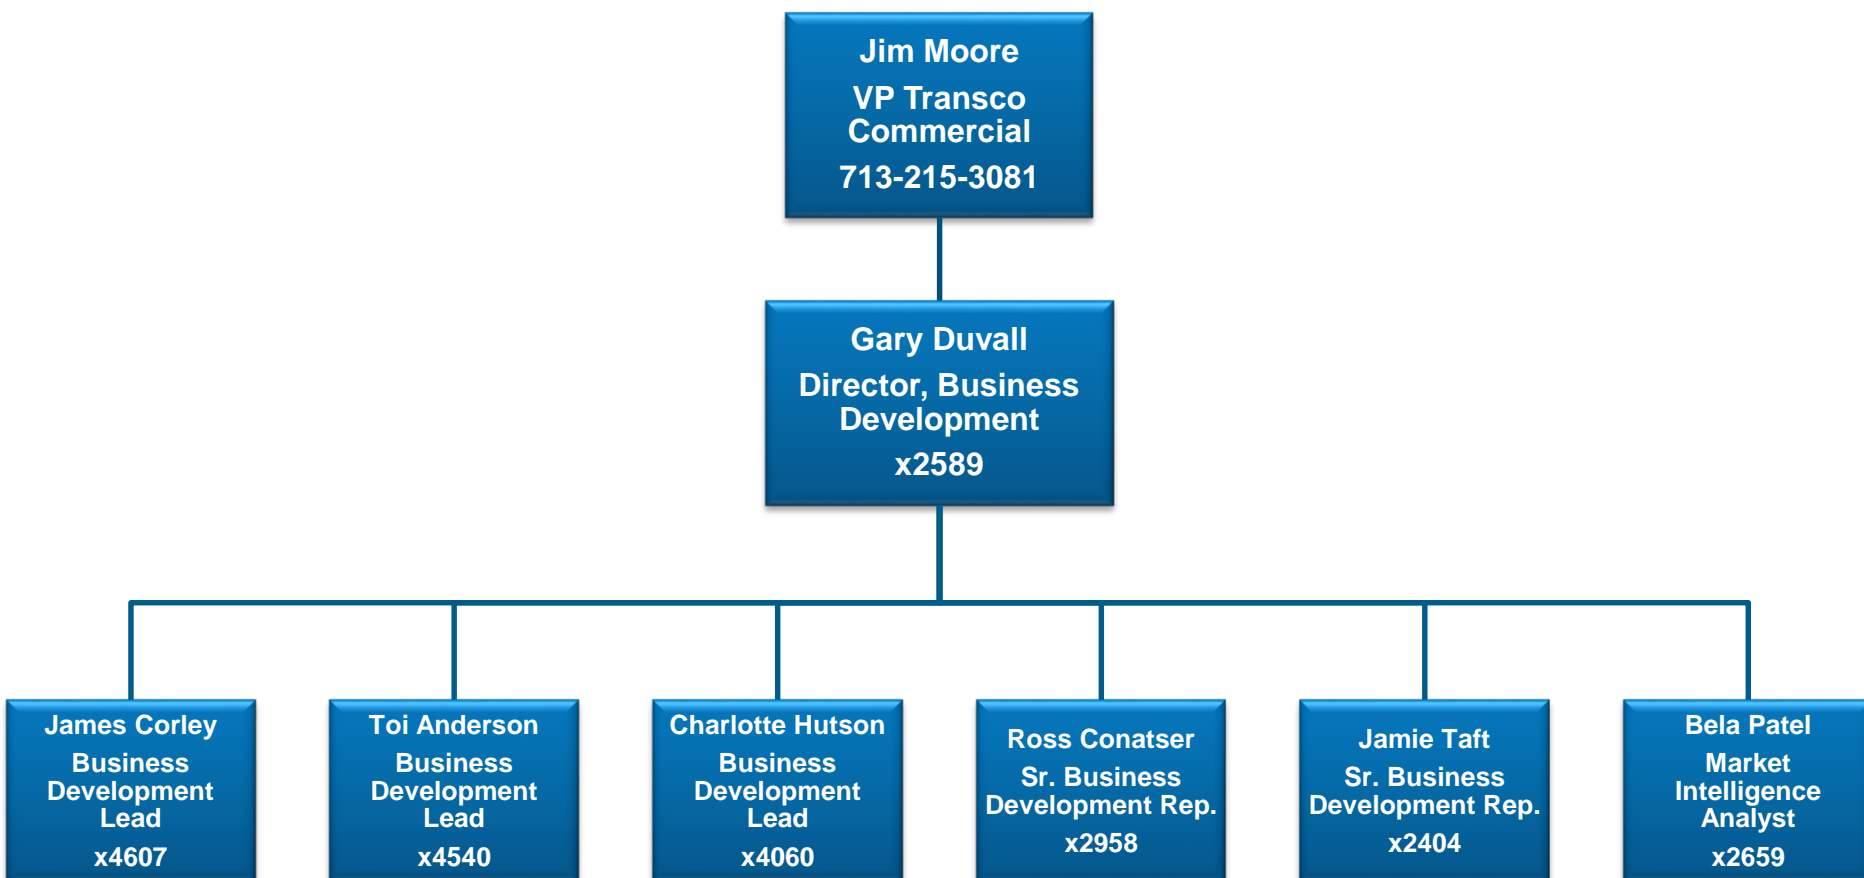 Jim Moore
VP Transco
Commercial
713-215-3081
Gary Duvall
Director, Business
Development
x2589
James Corley
Business
Development
Lead
x4607
Toi Anderson
Business
Development
Lead
x4540
Charlotte Hutson
Business
Development
Lead
x4060
Ross Conatser
Sr. Business
Development Rep.
x2958
Jamie Taft
Sr. Business
Development Rep.
x2404
Bela Patel
Market
Intelligence
Analyst
x2659